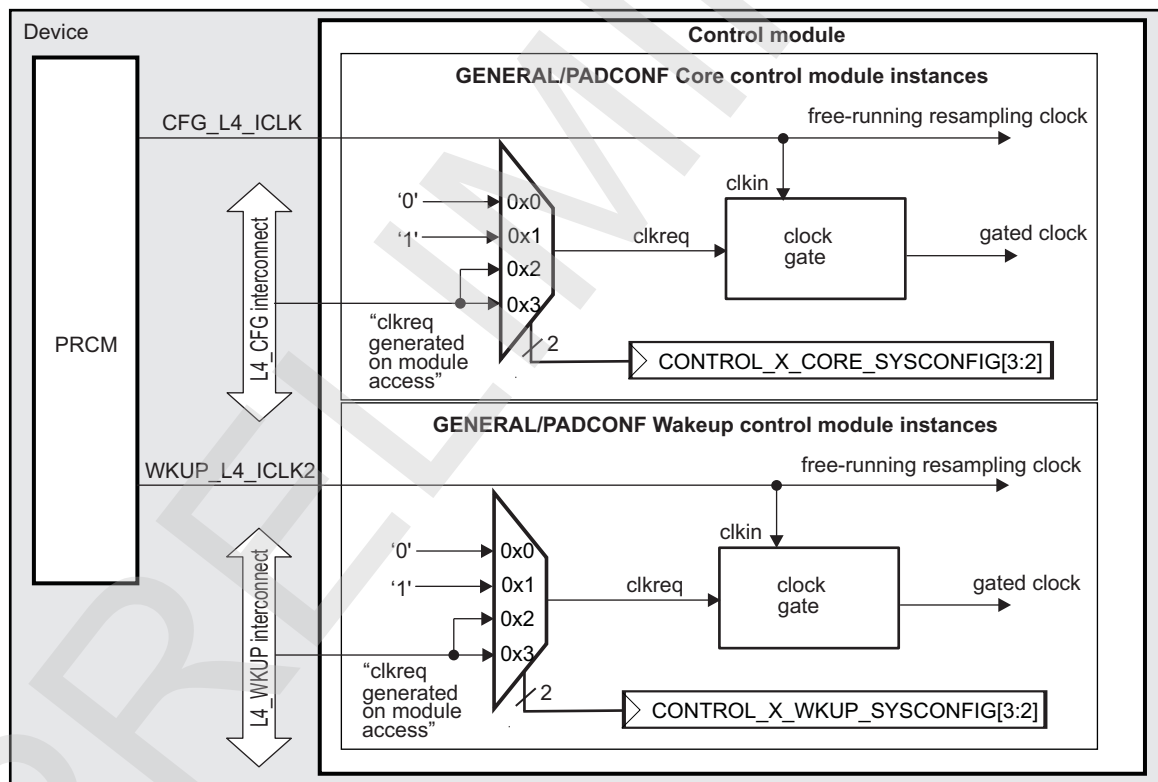 Device
Control module
GENERAL/PADCONF Core control module instances
CFG_L4_ICLK
free-running resampling clock
clkin
'0'
0x0
'1'
0x1
0x2
0x3
clkreq
clock
gate
gated clock
L4_CFG interconnect
"clkreq
generated
on module
access"
2
CONTROL_X_CORE_SYSCONFIG[3:2]
PRCM
GENERAL/PADCONF Wakeup control module instances
WKUP_L4_ICLK2
free-running resampling clock
clkin
'0'
0x0
'1'
0x1
0x2
0x3
clkreq
clock
gate
gated clock
L4_WKUP interconnect
"clkreq
generated
on module
access"
2
CONTROL_X_WKUP_SYSCONFIG[3:2]
PRELIMI